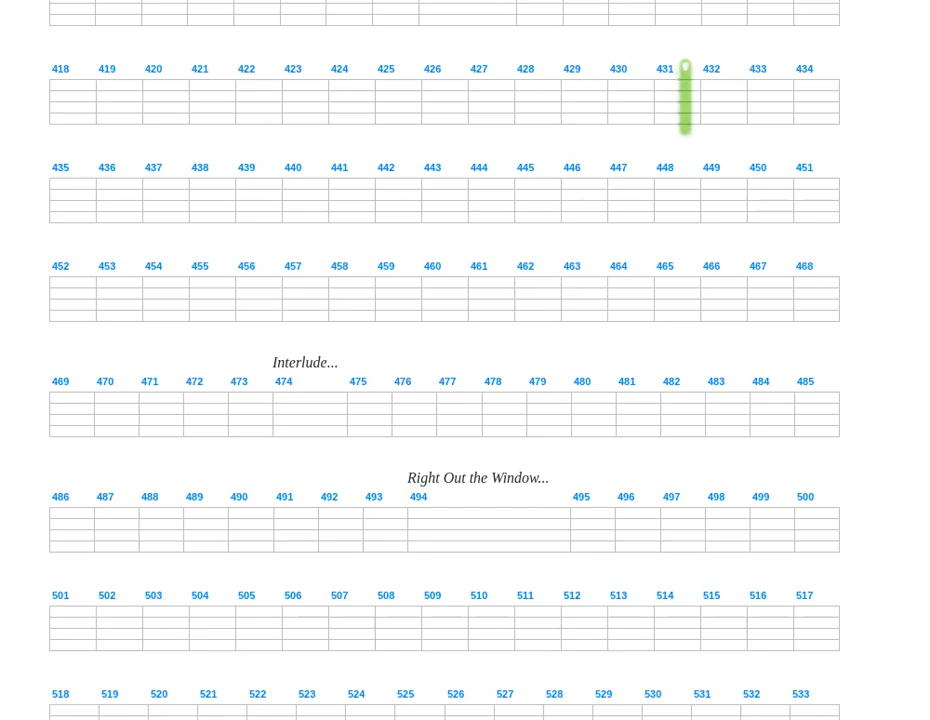 418 419 420 421 422 423 424 425 426 427 428 429 430 431 432 433 434
435 436 437 438 439 440 441 442 443 444 445 446 447 448 449 450 451
452 453 454 455 456 457 458 459 460 461 462 463 464 465 466 467 468
Interlude...
469 470 471 472 473 474 475 476 477 478 479 480 481 482 483 484 485
Right Out the Window...
486 487 488 489 490 491 492 493 494 495 496 497 498 499 500
501 502 503 504 505 506 507 508 509 510 511 512 513 514 515 516 517
518 519 520 521 522 523 524 525 526 527 528 529 530 531 532 533